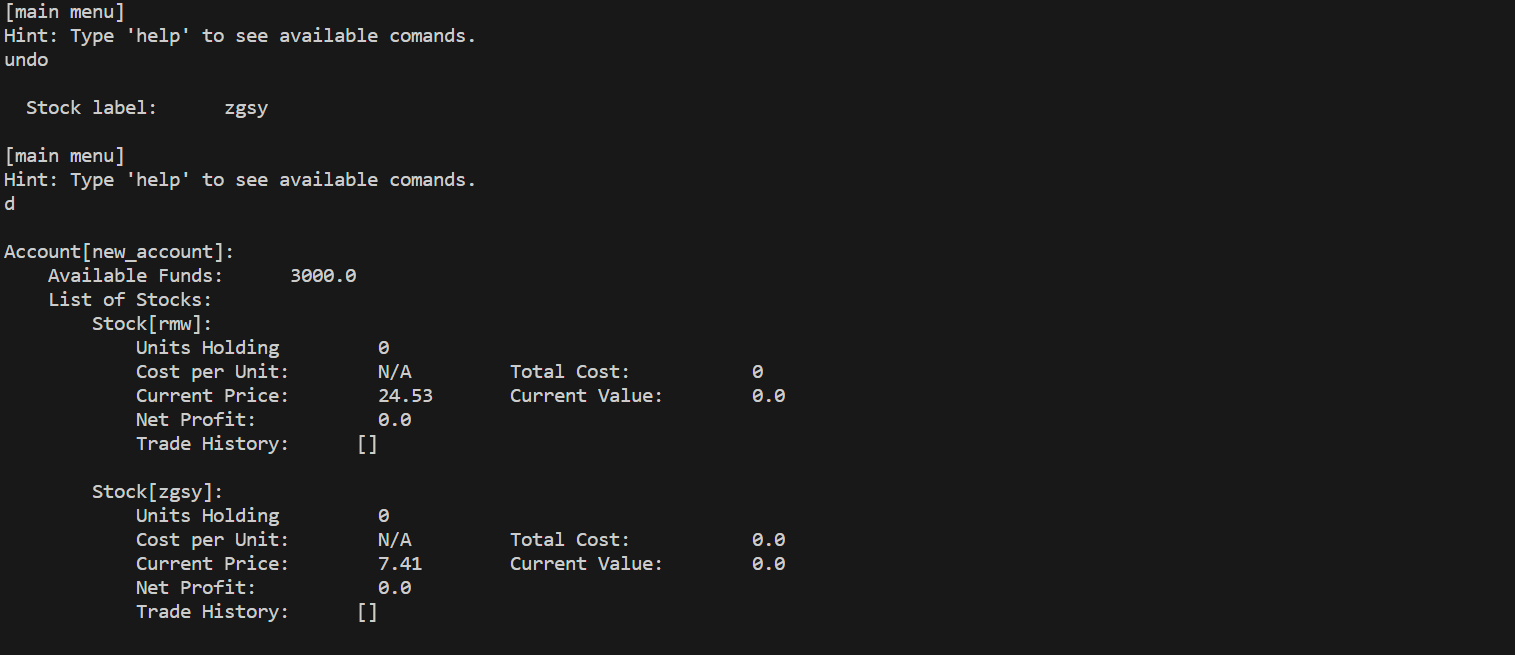 [main menu]
Hint: Type 'help' to see available comands.
undo
Stock label: zgsy
[main menu]
Hint: Type 'help' to see available comands.
d
Account[new_account]:
Available Funds: 3000.0
List of Stocks:
Stock[rmw]:
Units Holding 0
Cost per Unit: N/A Total Cost: 0
Current Price: 24.53 Current Value: 0.0
Net Profit: 0.0
Trade History: []
Stock[zgsy]:
Units Holding 0
Cost per Unit: N/A Total Cost: 0.0
Current Price: 7.41 Current Value: 0.0
Net Profit: 0.0
Trade History: []